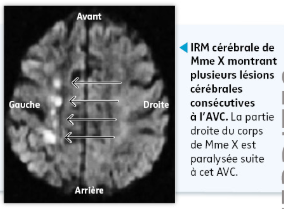 Avant
Gauche
Droite
Arrière
IRM cérébrale de
Mme X montrant
plusieurs lésions
cérébrales
consécutives
à l'AVC. La partie
droite du corps
de Mme X est
paralysée suite
à cet AVC.